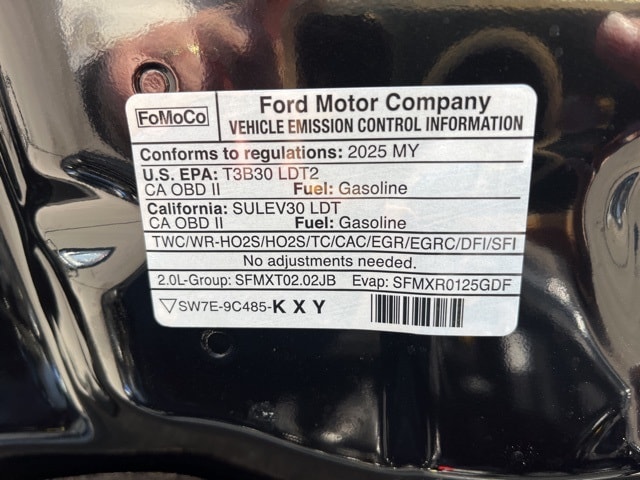 FoMoCo
Ford Motor Company
VEHICLE EMISSION CONTROL INFORMATION
Conforms to regulations: 2025 MY
U.S. EPA: T3B30 LDT2
CA OBD II Fuel: Gasoline
California: SULEV30 LDT
CA OBD II Fuel: Gasoline
TWC/WR-HO2S/HO2S/TC/CAC/EGR/EGRC/DFI/SFI
No adjustments needed.
2.0L-Group: SFMXT02.02JB Evap: SFMXR0125GDF
SW7E-9C485-K X Y